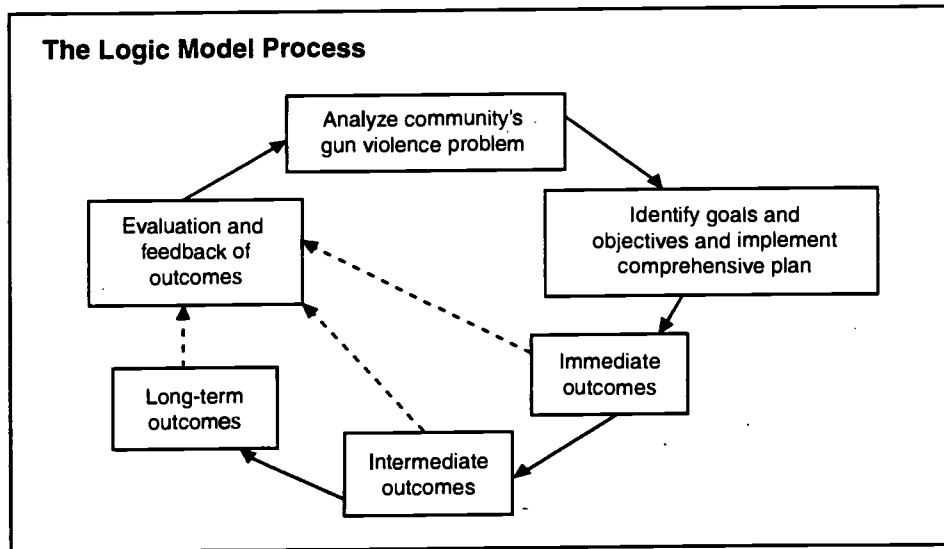 The Logic Model Process
Analyze community's
gun violence problem
Identify goals and
objectives and implement
comprehensive plan
Immediate
outcomes
Intermediate
outcomes
Long-term
outcomes
Evaluation and
feedback of
outcomes